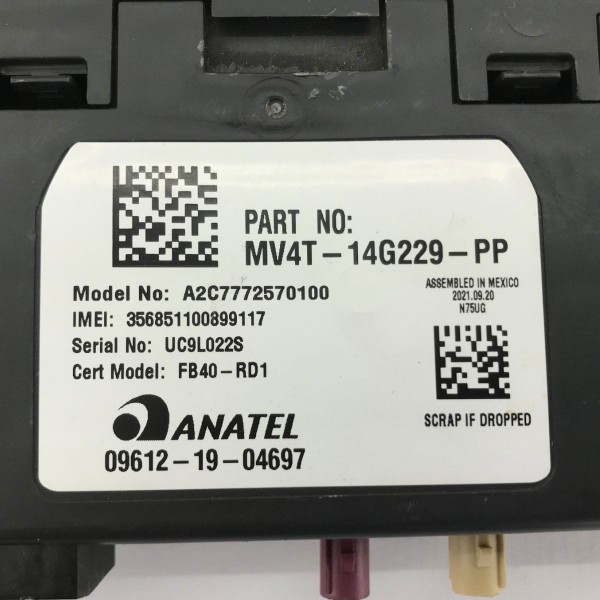 PART NO:
MV4T-14G229-PP
Model No: A2C7772570100
IMEI: 356851100899117
Serial No: UC9L022S
Cert Model: FB40-RD1
ASSEMBLED IN MEXICO
2021.09.20
N75UG
SCRAP IF DROPPED
ANATEL
09612-19-04697